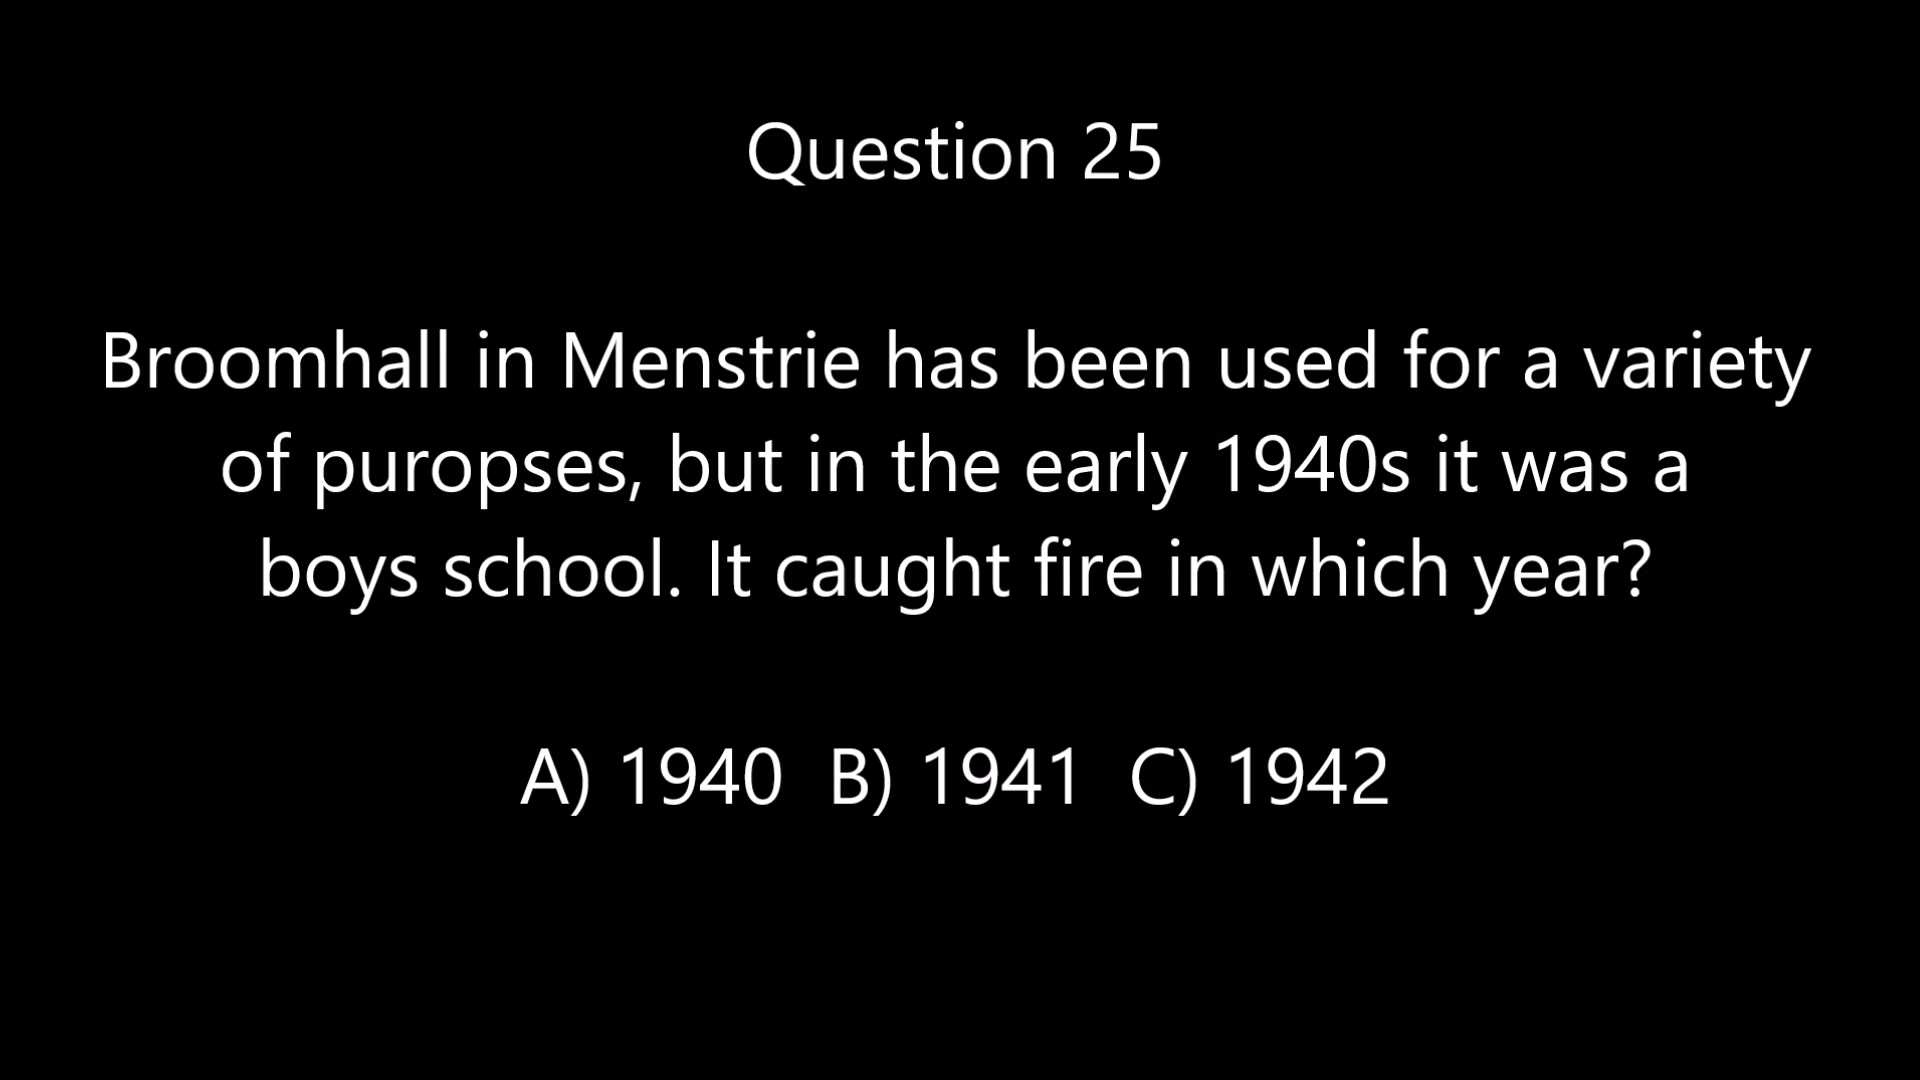 Question 25
Broomhall in Menstrie has been used for a variety
of puropses, but in the early 1940s it was a
boys school. It caught fire in which year?
A) 1940  B) 1941  C) 1942